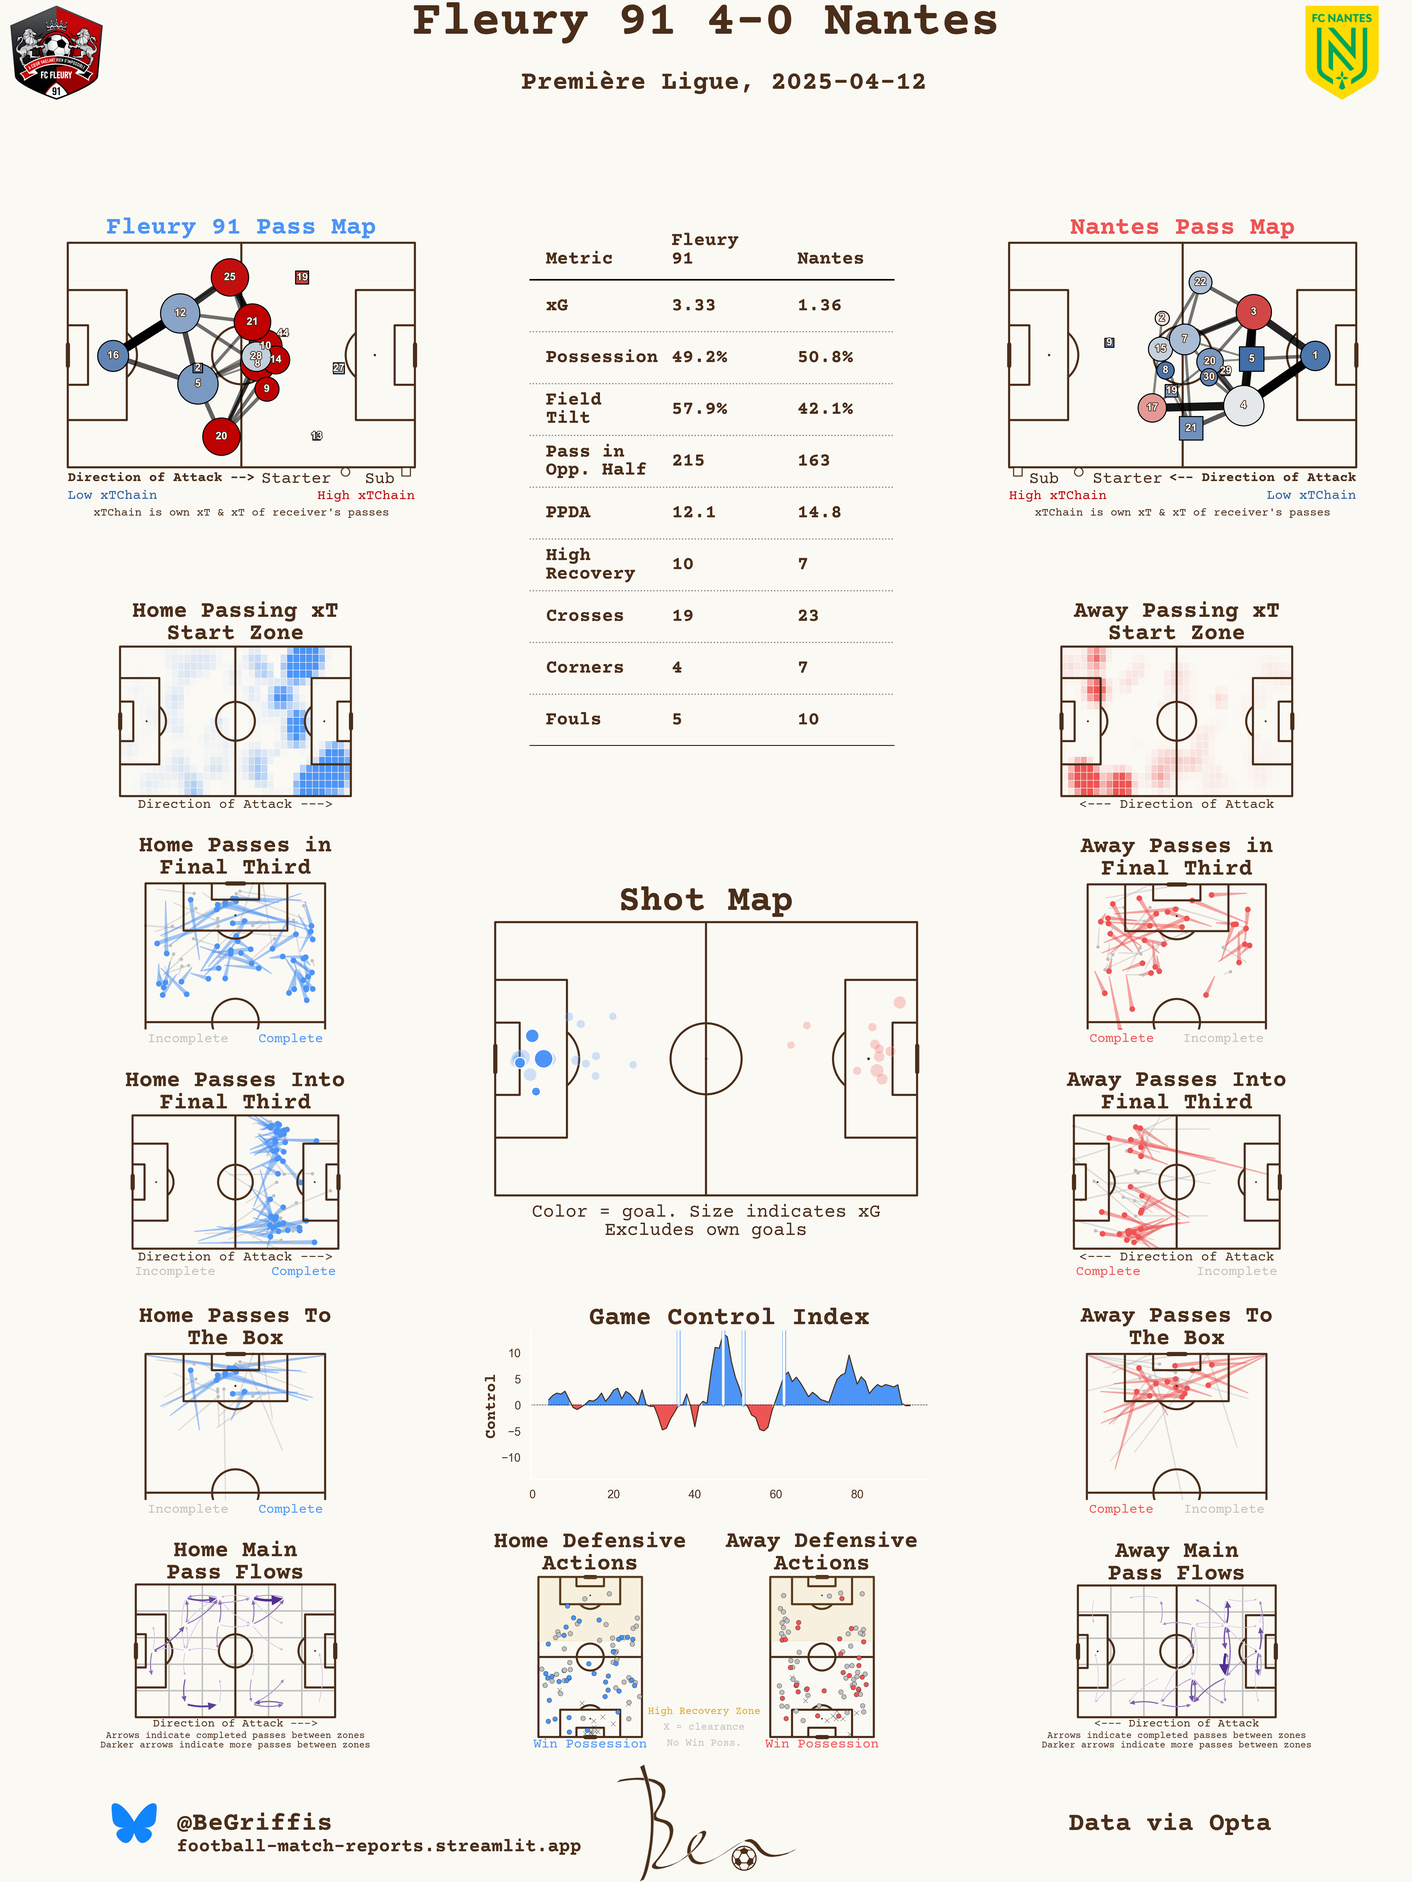 Fleury 91 4-0 Nantes
Première Ligue, 2025-04-12
FC FLEURY
91
FC NANTES
Fleury 91 Pass Map
25
19
12
21
44
10
16
28
14
8
2
27
5
9
20
13
Direction of Attack --> Starter Sub
Low xTChain High xTChain
xTChain is own xT & xT of receiver's passes
Metric Fleury 91 Nantes
xG 3.33 1.36
Possession 49.2% 50.8%
Field Tilt 57.9% 42.1%
Pass in Opp. Half 215 163
PPDA 12.1 14.8
High Recovery 10 7
Crosses 19 23
Corners 4 7
Fouls 5 10
Nantes Pass Map
22
3
2
7
9
15
20
5
1
8
30
29
19
17
4
21
Sub Starter <-- Direction of Attack
High xTChain Low xTChain
xTChain is own xT & xT of receiver's passes
Home Passing xT
Start Zone
Direction of Attack --->
Away Passing xT
Start Zone
<--- Direction of Attack
Home Passes in
Final Third
Incomplete Complete
Away Passes in
Final Third
Complete Incomplete
Shot Map
Color = goal. Size indicates xG
Excludes own goals
Home Passes Into
Final Third
Direction of Attack --->
Incomplete Complete
Away Passes Into
Final Third
<--- Direction of Attack
Complete Incomplete
Home Passes To
The Box
Incomplete Complete
Game Control Index
Control
10
5
0
−5
−10
0 20 40 60 80
Away Passes To
The Box
Complete Incomplete
Home Main
Pass Flows
Direction of Attack --->
Arrows indicate completed passes between zones
Darker arrows indicate more passes between zones
Home Defensive
Actions
Win Possession
High Recovery Zone
X = clearance
No Win Poss.
Away Defensive
Actions
Win Possession
Away Main
Pass Flows
<--- Direction of Attack
Arrows indicate completed passes between zones
Darker arrows indicate more passes between zones
@BeGriffis
football-match-reports.streamlit.app
Ben
Data via Opta